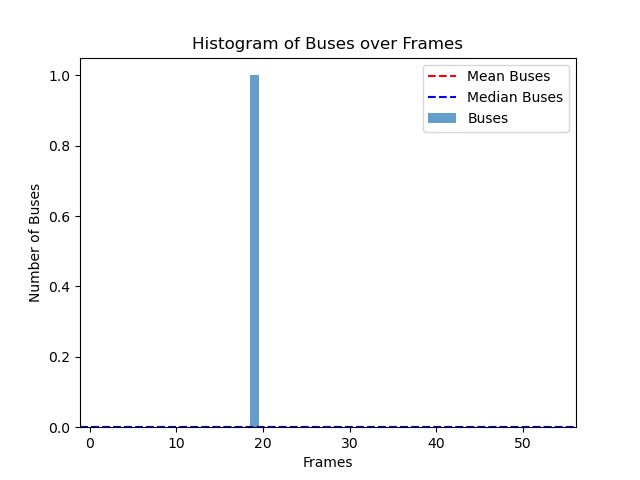 Histogram of Buses over Frames
Mean Buses
Median Buses
Buses
Number of Buses
1.0
0.8
0.6
0.4
0.2
0.0
0 10 20 30 40 50
Frames